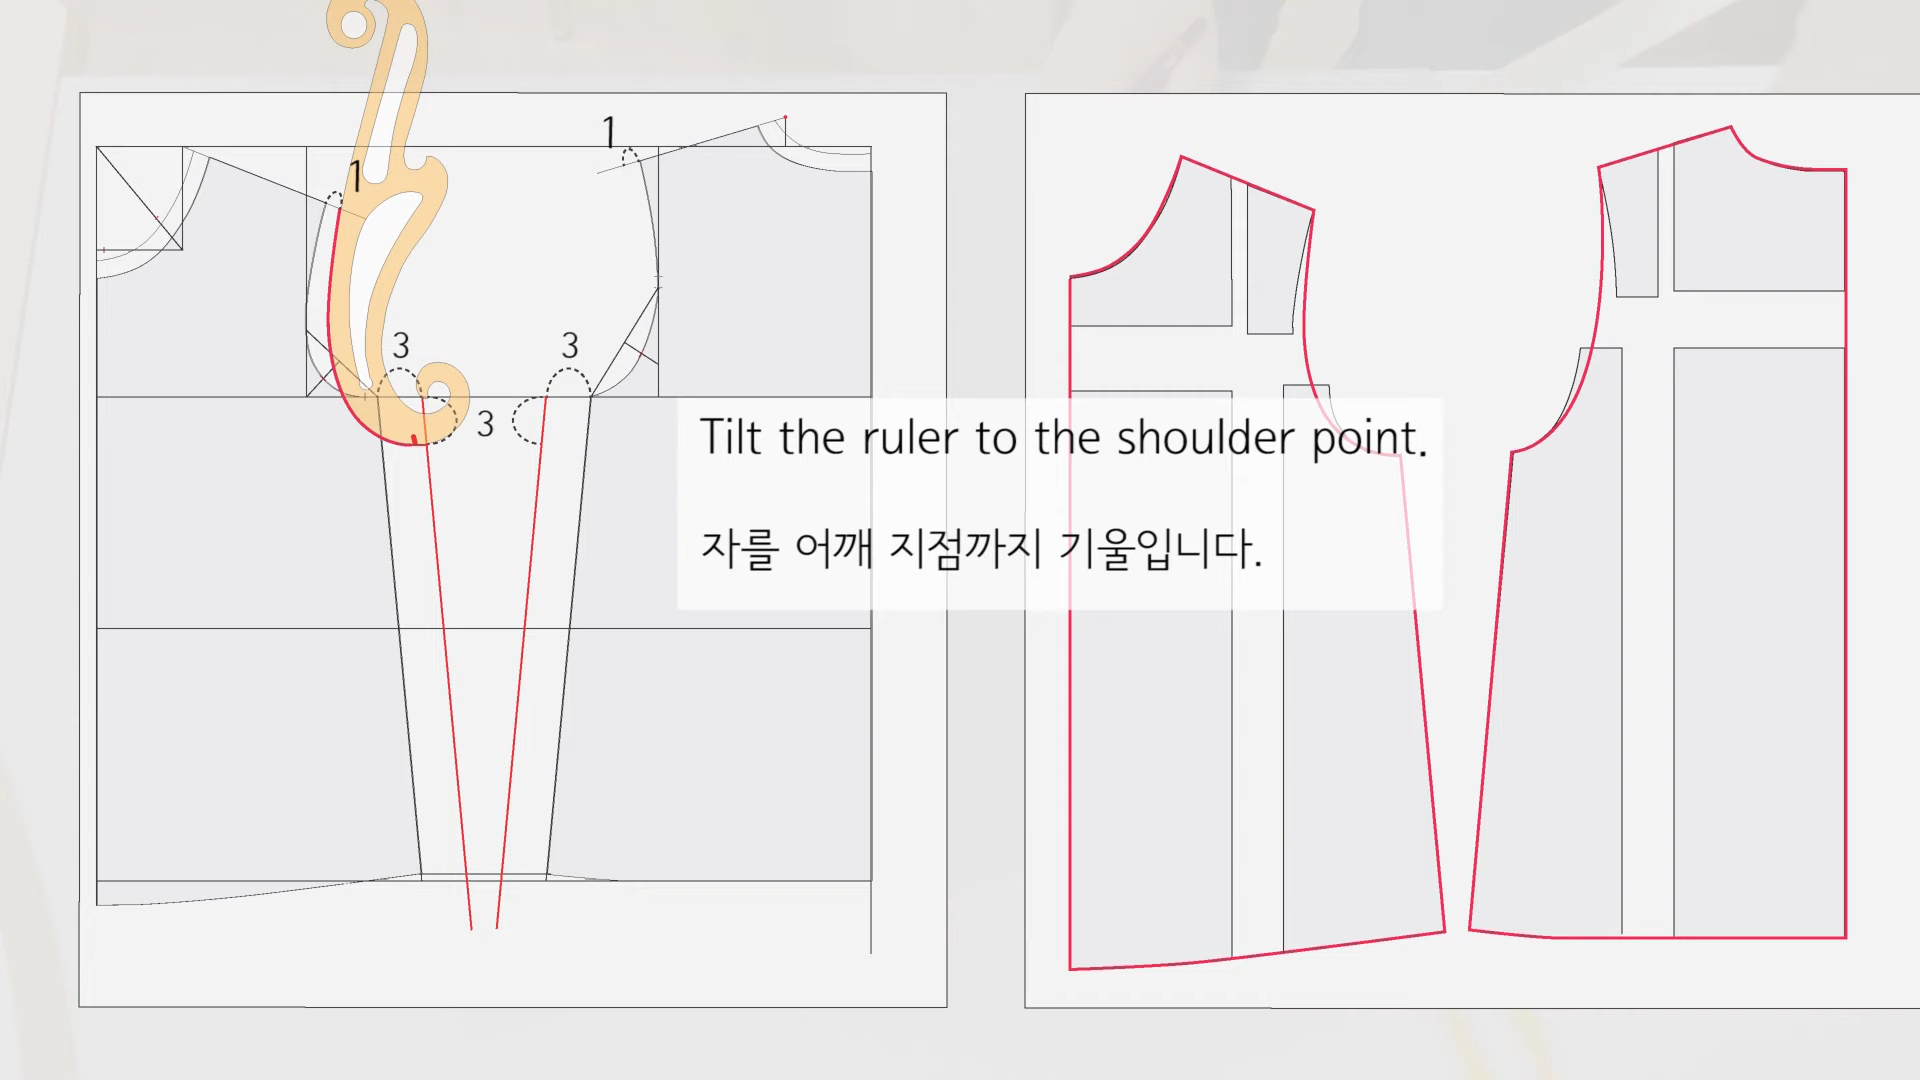 1
1
3
3
3
Tilt the ruler to the shoulder point.
자를 어깨 지점까지 기울입니다.